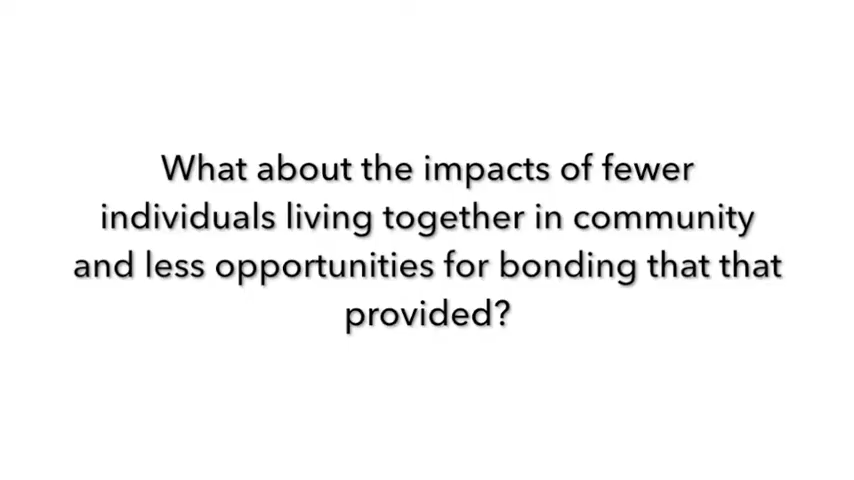 What about the impacts of fewer
individuals living together in community
and less opportunities for bonding that that
provided?